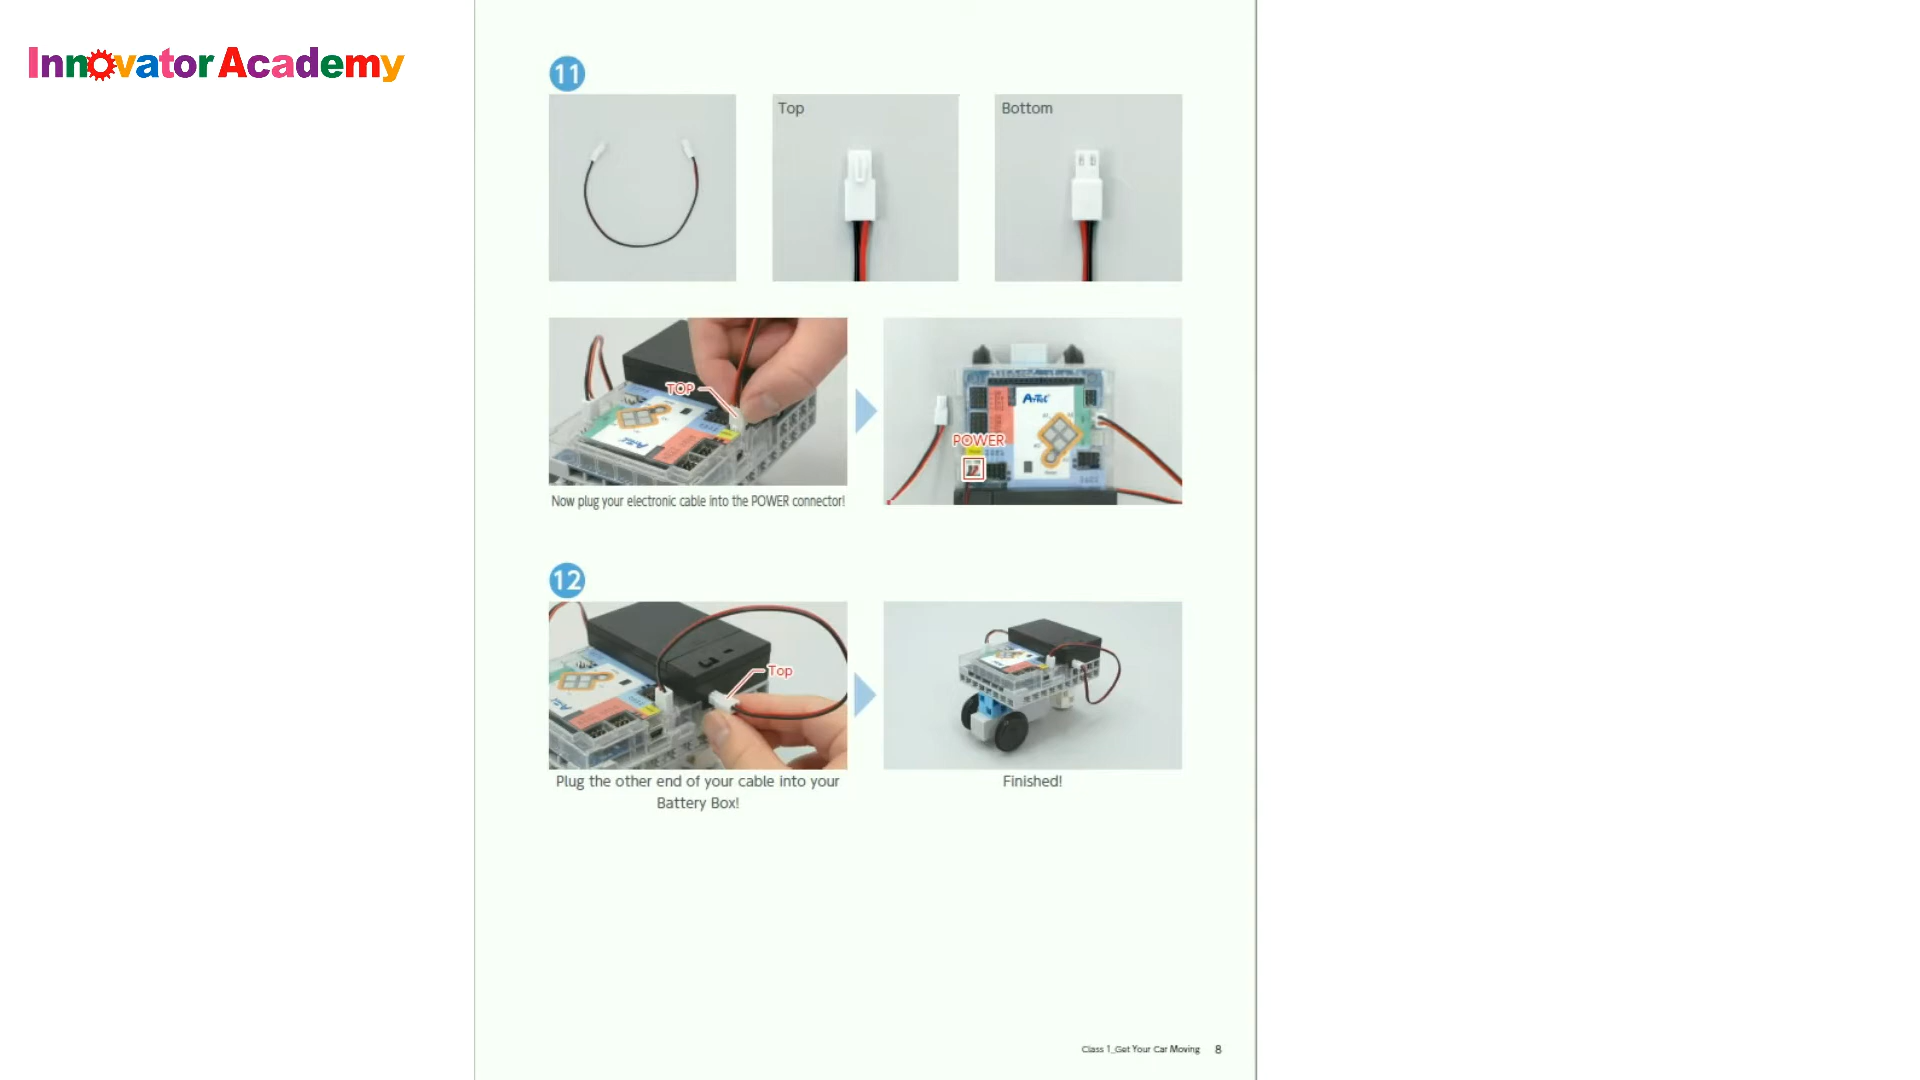 Innovator Academy
11
Top
Bottom
TOP
ArTeC
POWER
Now plug your electronic cable into the POWER connector!
12
Top
Plug the other end of your cable into your
Battery Box!
Finished!
Class 1_Get Your Car Moving 8